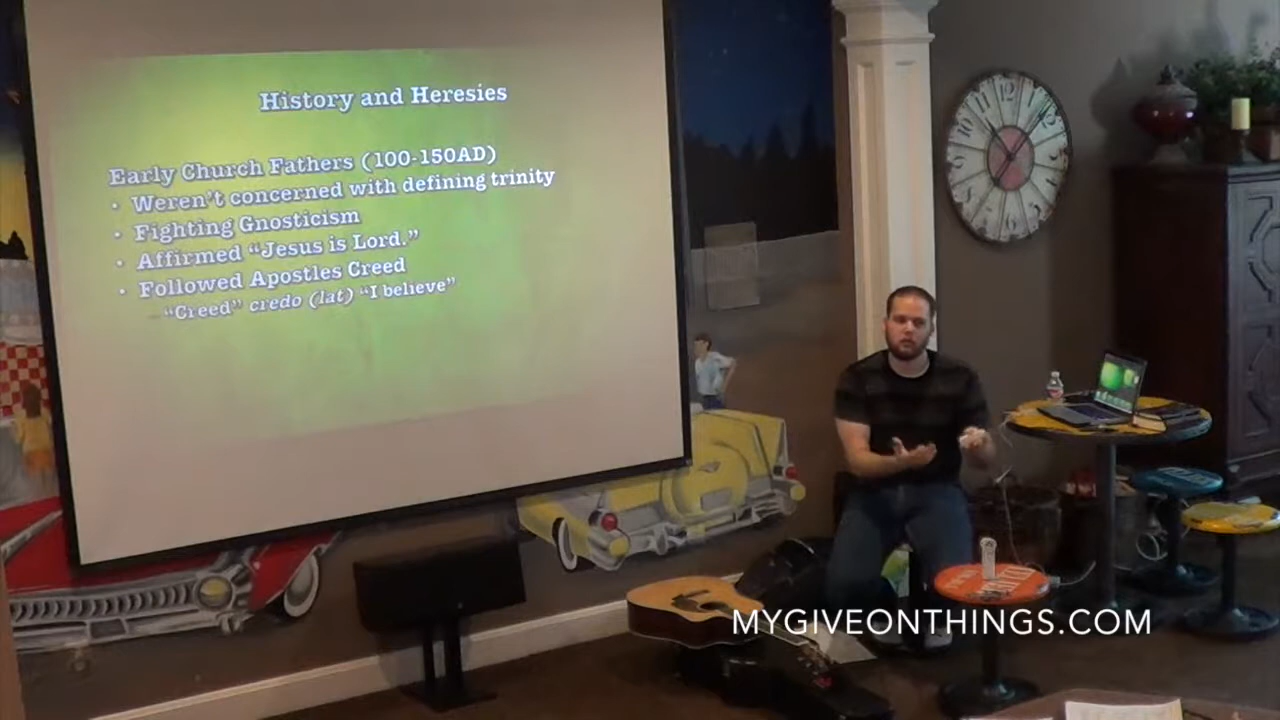 History and Heresies
Early Church Fathers (100-150AD)
• Weren't concerned with defining trinity
• Fighting Gnosticism
• Affirmed "Jesus is Lord."
• Followed Apostles Creed
– "Creed" credo (lat) "I believe"
MYGIVEONTHINGS.COM